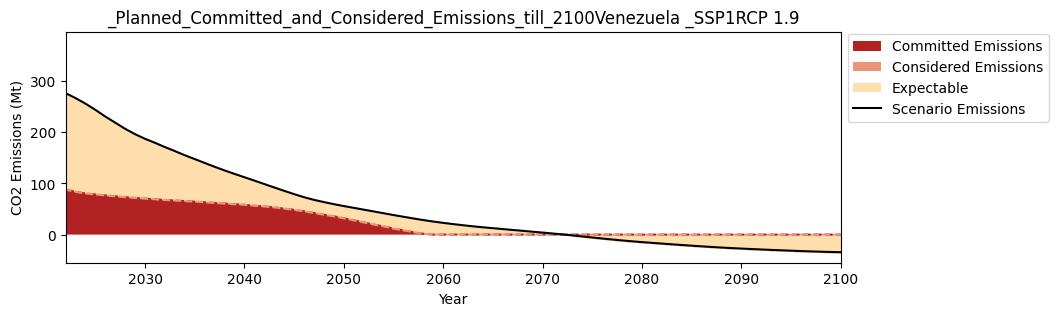 _Planned_Committed_and_Considered_Emissions_till_2100Venezuela _SSP1RCP 1.9
Committed Emissions
Considered Emissions
Expectable
Scenario Emissions
CO2 Emissions (Mt)
300
200
100
0
2030 2040 2050 2060 2070 2080 2090 2100
Year